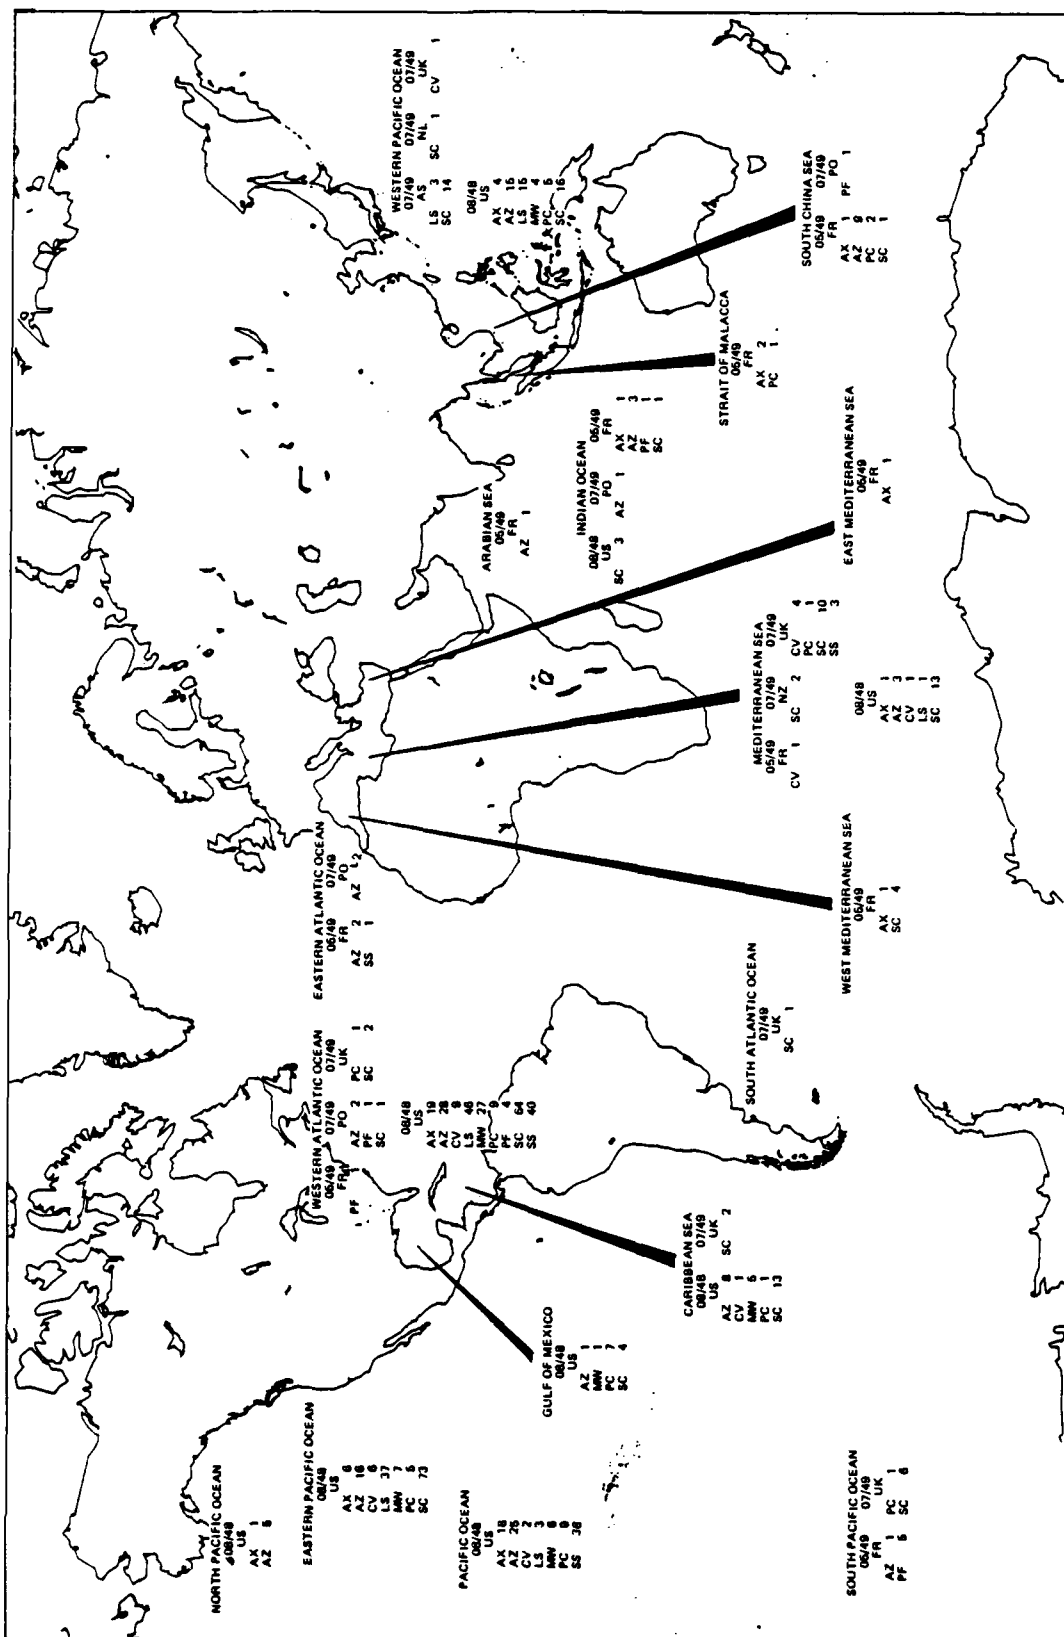 NORTH PACIFIC OCEAN
08/48
US
AX 1
AZ 5
EASTERN PACIFIC OCEAN
08/48
US
AX 6
AZ 16
CV 6
LS 37
MW 7
PC 5
SC 73
PACIFIC OCEAN
08/48
US
AX 18
AZ 25
CV 2
LS 3
MW 6
PC 9
SS 38
SOUTH PACIFIC OCEAN
05/49 07/49
FR UK
AZ 1 PC 1
PF 5 SC 6
GULF OF MEXICO
08/48
US
AZ 1
MW 1
PC 7
SC 4
CARIBBEAN SEA
08/48 07/49
US UK
AZ 8 SC 2
CV 1
MW 5
PC 1
SC 13
WESTERN ATLANTIC OCEAN
05/49 07/49 07/49
FR PO UK
PF 1 AZ 2 PC 1
PF 1 SC 2
SC 1
08/48
US
AX 19
AZ 28
CV 8
LS 46
MW 27
PC 9
PF 4
SC 64
SS 40
EASTERN ATLANTIC OCEAN
05/49 07/49
FR PO
AZ 2 AZ 2
SS 1
SOUTH ATLANTIC OCEAN
07/49
UK
SC 1
WEST MEDITERRANEAN SEA
05/49
FR
AX 1
SC 4
MEDITERRANEAN SEA
05/49 07/49 07/49
FR NZ UK
CV 1 SC 2 CV 4
PC 1
SC 10
SS 3
08/48
US
AX 1
AZ 3
CV 1
LS 1
SC 13
EAST MEDITERRANEAN SEA
05/49
FR
AX 1
ARABIAN SEA
05/49
FR
AZ 1
INDIAN OCEAN
08/48 07/49 05/49
US PO FR
SC 3 AZ 1 AX 1
AZ 3
PF 1
SC 1
STRAIT OF MALACCA
05/49
FR
AX 2
PC 1
WESTERN PACIFIC OCEAN
07/49 07/49 07/49
AS NL UK
LS 3 SC 1 CV 1
SC 14
08/48
US
AX 4
AZ 15
LS 15
MW 4
PC 5
SC 16
SOUTH CHINA SEA
05/49 07/49
FR PO
AX 1 PF 1
AZ 9
PC 2
SC 1